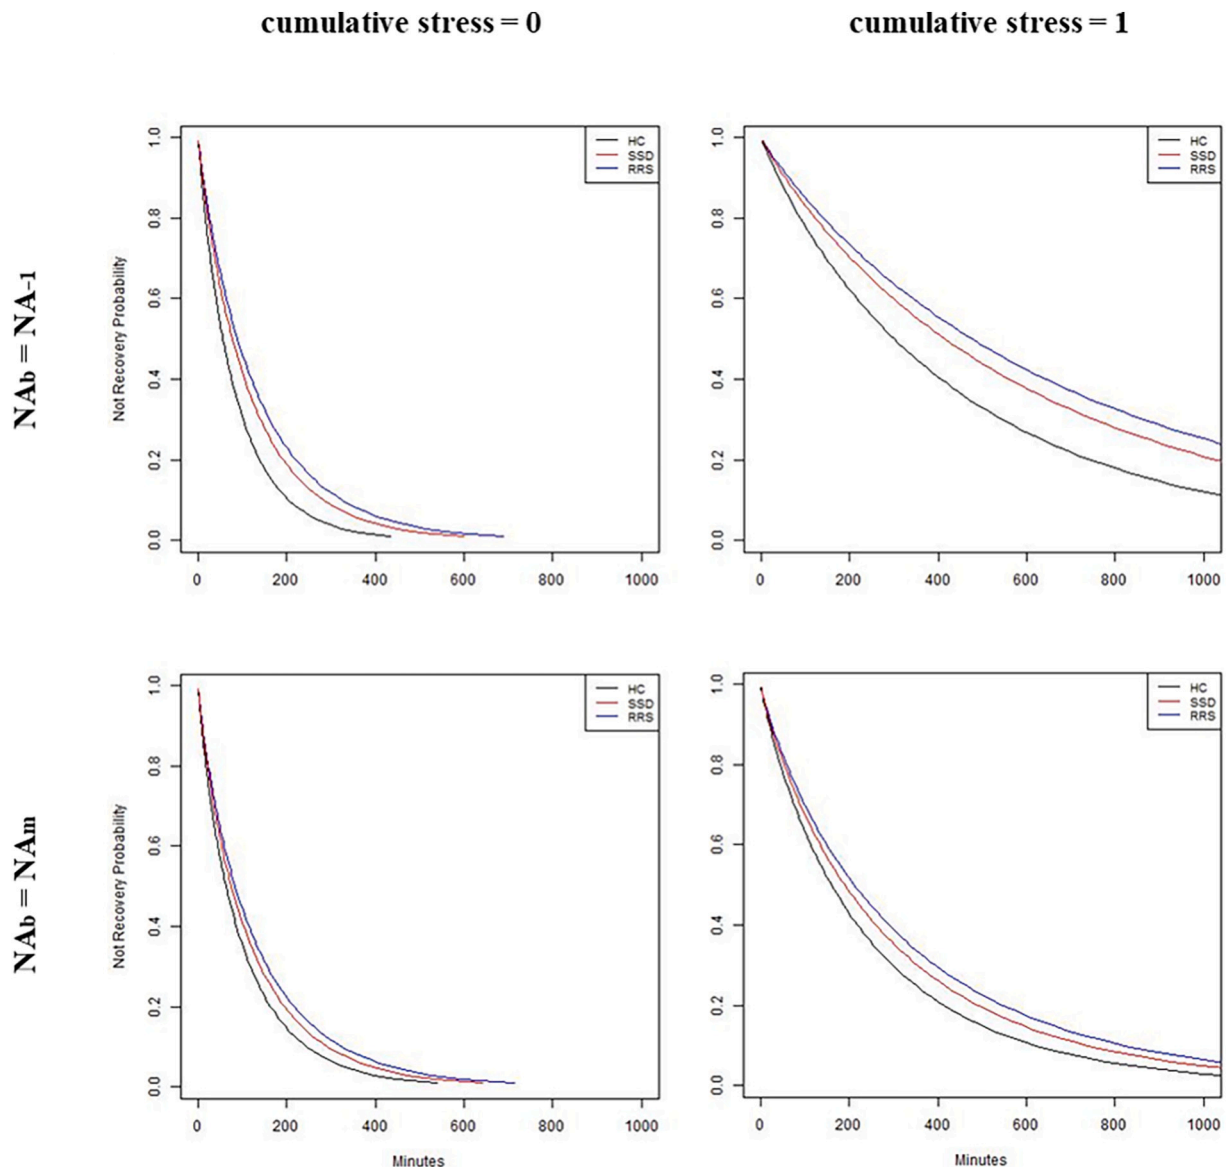 cumulative stress = 0
cumulative stress = 1
NAb = NA-1
Not Recovery Probability
1.0
0.8
0.6
0.4
0.2
0.0
HC
SSD
RRS
0 200 400 600 800 1000
1.0
0.8
0.6
0.4
0.2
0.0
HC
SSD
RRS
0 200 400 600 800 1000
NAb = NAm
Not Recovery Probability
1.0
0.8
0.6
0.4
0.2
0.0
HC
SSD
RRS
0 200 400 600 800 1000
Minutes
1.0
0.8
0.6
0.4
0.2
0.0
HC
SSD
RRS
0 200 400 600 800 1000
Minutes